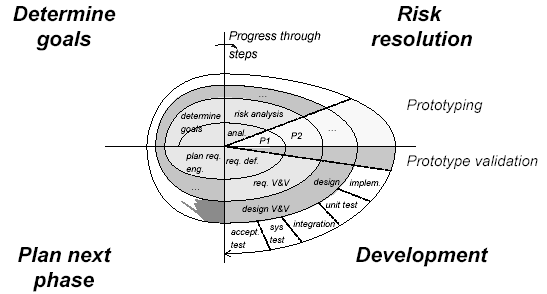 Determine
goals
Risk
resolution
Progress through
steps
...
determine
goals
risk analysis
anal.
P1
P2
...
Prototyping
plan req.
eng.
req. def.
Prototype validation
...
req. V&V
design
implem.
design V&V
unit test
integration
sys
test
accept.
test
Plan next
phase
Development